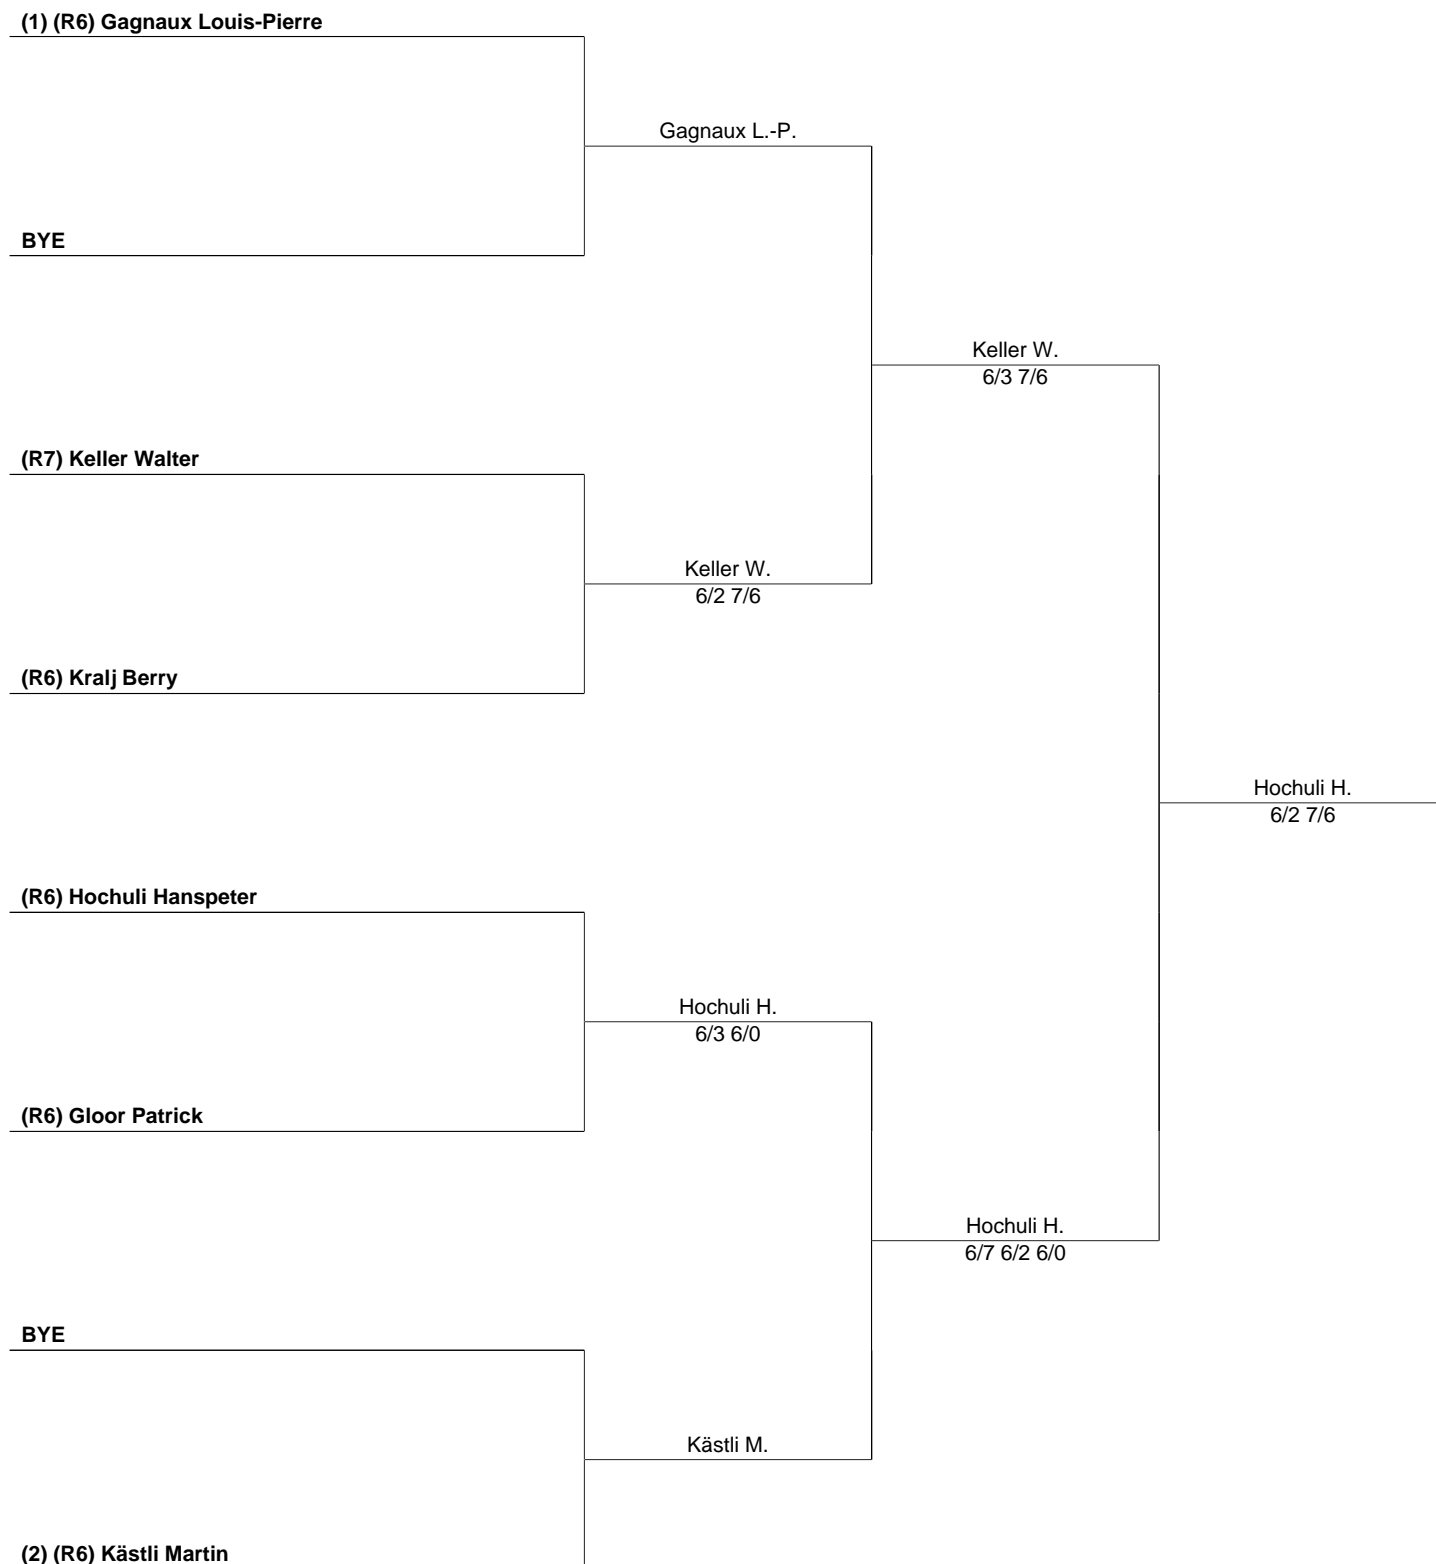 (1) (R6) Gagnaux Louis-Pierre
Gagnaux L.-P.
BYE
Keller W.
6/3 7/6
(R7) Keller Walter
Keller W.
6/2 7/6
(R6) Kralj Berry
Hochuli H.
6/2 7/6
(R6) Hochuli Hanspeter
Hochuli H.
6/3 6/0
(R6) Gloor Patrick
Hochuli H.
6/7 6/2 6/0
BYE
Kästli M.
(2) (R6) Kästli Martin